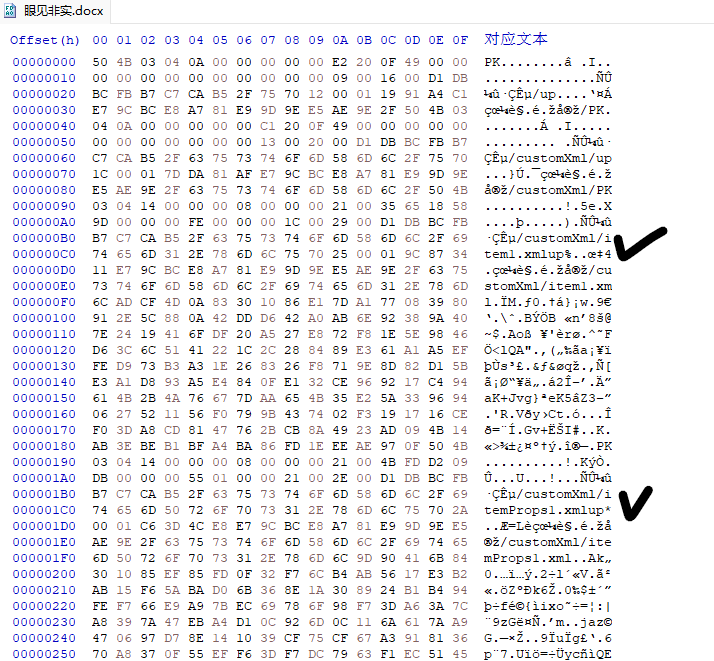 眼见非实.docx
Offset(h) 00 01 02 03 04 05 06 07 08 09 0A 0B 0C 0D 0E 0F 对应文本
00000000 50 4B 03 04 0A 00 00 00 00 00 E2 20 0F 49 00 00 PK........â .I..
00000010 00 00 00 00 00 00 00 00 00 00 09 00 16 00 D1 DB ..............ÑÛ
00000020 BC FB B7 C7 CA B5 2F 75 70 12 00 01 19 91 A4 C1 ¼û·ÇÊµ/up....‘¤Á
00000030 E7 9C BC E8 A7 81 E9 9D 9E E5 AE 9E 2F 50 4B 03 çœ¼è§.é.žå®ž/PK.
00000040 04 0A 00 00 00 00 00 C1 20 0F 49 00 00 00 00 00 .......Á .I.....
00000050 00 00 00 00 00 00 00 13 00 20 00 D1 DB BC FB B7 ......... .ÑÛ¼û·
00000060 C7 CA B5 2F 63 75 73 74 6F 6D 58 6D 6C 2F 75 70 ÇÊµ/customXml/up
00000070 1C 00 01 7D DA 81 AF E7 9C BC E8 A7 81 E9 9D 9E ...}Ú.¯çœ¼è§.é.ž
00000080 E5 AE 9E 2F 63 75 73 74 6F 6D 58 6D 6C 2F 50 4B å®ž/customXml/PK
00000090 03 04 14 00 00 00 08 00 00 00 21 00 35 65 18 58 ..........!.5e.X
000000A0 9D 00 00 00 FE 00 00 00 1C 00 29 00 D1 DB BC FB ....þ.....).ÑÛ¼û
000000B0 B7 C7 CA B5 2F 63 75 73 74 6F 6D 58 6D 6C 2F 69 ·ÇÊµ/customXml/i
000000C0 74 65 6D 31 2E 78 6D 6C 75 70 25 00 01 9C 87 34 tem1.xmlup%..œ‡4
000000D0 11 E7 9C BC E8 A7 81 E9 9D 9E E5 AE 9E 2F 63 75 .çœ¼è§.é.žå®ž/cu
000000E0 73 74 6F 6D 58 6D 6C 2F 69 74 65 6D 31 2E 78 6D stomXml/item1.xm
000000F0 6C AD CF 4D 0A 83 30 10 86 E1 7D A1 77 08 39 80 l.ÏM.ƒ0.†á}¡w.9€
00000100 91 2E 5C 88 0A 42 DD D6 42 A0 AB 6E 92 38 9A 40 ‘.\ˆ.BÝÖB «n’8š@
00000110 7E 24 19 41 6F DF 20 A5 27 E8 72 F8 1E 5E 98 46 ~$.Aoß ¥'èrø.^˜F
00000120 D6 3C 6C 51 41 22 1C 2C 28 84 89 E3 61 A1 A5 EF Ö<lQA".,(„‰ãa¡¥ï
00000130 FE D9 73 B3 A3 1E 26 83 26 F8 71 9E 8D 82 D1 5B þÙs³£.&ƒ&øqž.‚Ñ[
00000140 E3 A1 D8 93 A5 E4 84 0F E1 32 CE 96 92 17 C4 94 ã¡Ø“¥ä„.á2Î–’.Ä”
00000150 61 4B 2B 4A 76 67 7D AA 65 4B 35 E2 5A 33 96 94 aK+Jvg}ªeK5âZ3–”
00000160 06 27 52 11 56 F0 79 9B 43 74 02 F3 19 17 16 CE .'R.Vðy›Ct.ó...Î
00000170 F0 3D A8 CD 81 47 76 2B CB 8A 49 23 AD 09 4B 14 ð=¨Í.Gv+ËŠI#..K.
00000180 AB 3E BE B1 BF A4 BA 86 FD 1E EE AE 97 0F 50 4B «>¾±¿¤º†ý.î®—.PK
00000190 03 04 14 00 00 00 08 00 00 00 21 00 4B FD D2 09 ..........!.KýÒ.
000001A0 DB 00 00 00 55 01 00 00 21 00 2E 00 D1 DB BC FB Û...U...!...ÑÛ¼û
000001B0 B7 C7 CA B5 2F 63 75 73 74 6F 6D 58 6D 6C 2F 69 ·ÇÊµ/customXml/i
000001C0 74 65 6D 50 72 6F 70 73 31 2E 78 6D 6C 75 70 2A temProps1.xmlup*
000001D0 00 01 C6 3D 4C E8 E7 9C BC E8 A7 81 E9 9D 9E E5 ..Æ=Lèçœ¼è§.é.žå
000001E0 AE 9E 2F 63 75 73 74 6F 6D 58 6D 6C 2F 69 74 65 ®ž/customXml/ite
000001F0 6D 50 72 6F 70 73 31 2E 78 6D 6C 9D 90 41 6B 84 mProps1.xml..Ak„
00000200 30 10 85 EF 85 FD 0F 32 F7 6C B4 AB 56 17 E3 B2 0.…ï…ý.2÷l´«V.ã²
00000210 AB 15 F6 5A BA D0 6B 36 8E 1A 30 89 24 B1 B4 94 «.öZºÐk6Ž.0‰$±´”
00000220 FE F7 66 E9 A9 7B EC 69 78 6F 98 F7 3D A6 3A 7C þ÷fé©{ìixo˜÷=¦:|
00000230 A8 39 7A 47 EB A4 D1 0C 92 6D 0C 11 6A 61 7A A9 ¨9zGë¤Ñ.’m..jaz©
00000240 47 06 97 D7 8E 14 10 39 CF 75 CF 67 A3 91 81 36 G.—×Ž..9ÏuÏg£‘.6
00000250 70 A8 37 0F 55 EF F6 3D F7 DC 79 63 F1 EC 51 45 p¨7.Uïö=÷ÜycñìQE